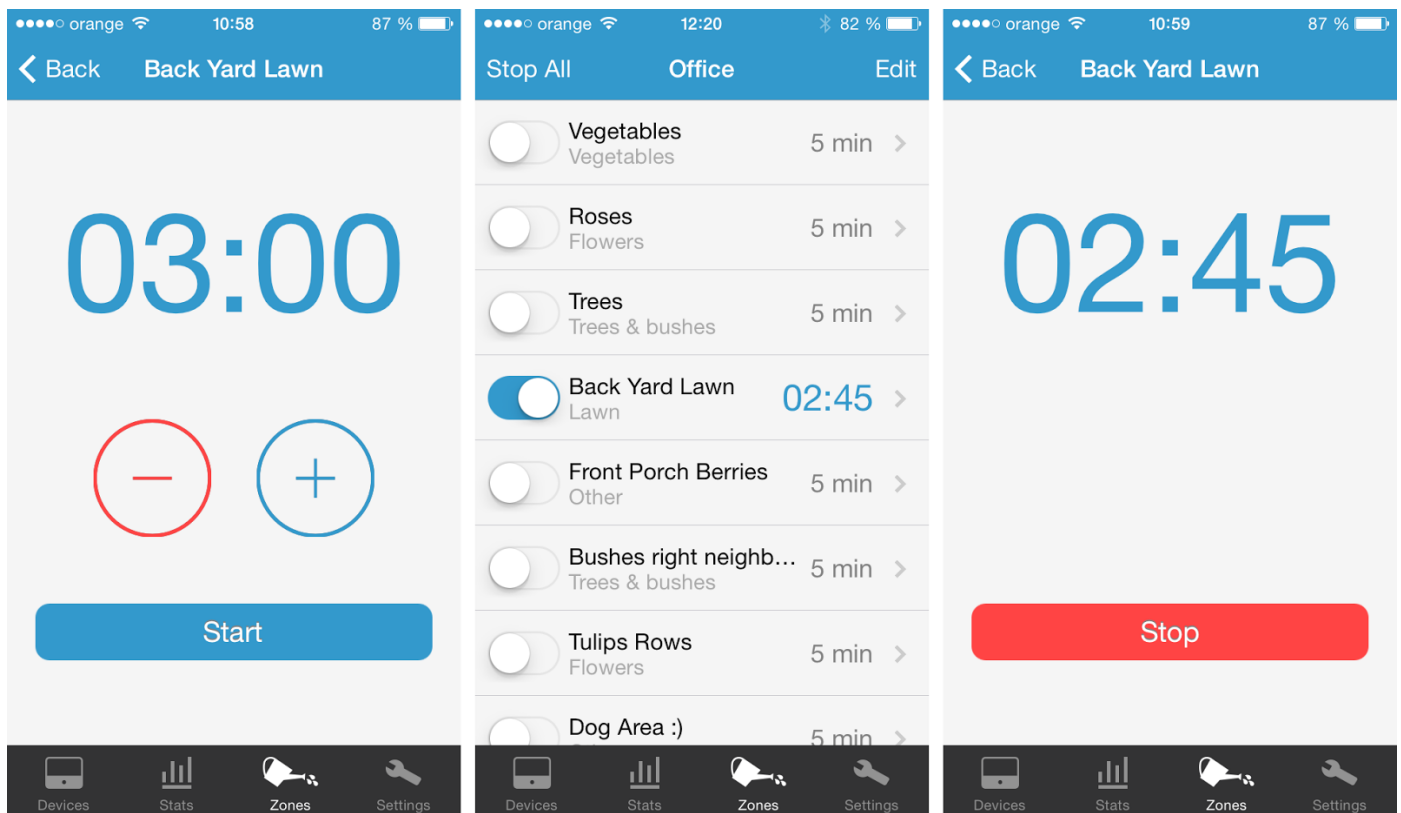 orange 10:58 87 %
Back Back Yard Lawn
03:00
Start
Devices Stats Zones Settings
orange 12:20 82 %
Stop All Office Edit
Vegetables
Vegetables
5 min
Roses
Flowers
5 min
Trees
Trees & bushes
5 min
Back Yard Lawn
Lawn
02:45
Front Porch Berries
Other
5 min
Bushes right neighb...
Trees & bushes
5 min
Tulips Rows
Flowers
5 min
Dog Area :)
5 min
Devices Stats Zones Settings
orange 10:59 87 %
Back Back Yard Lawn
02:45
Stop
Devices Stats Zones Settings